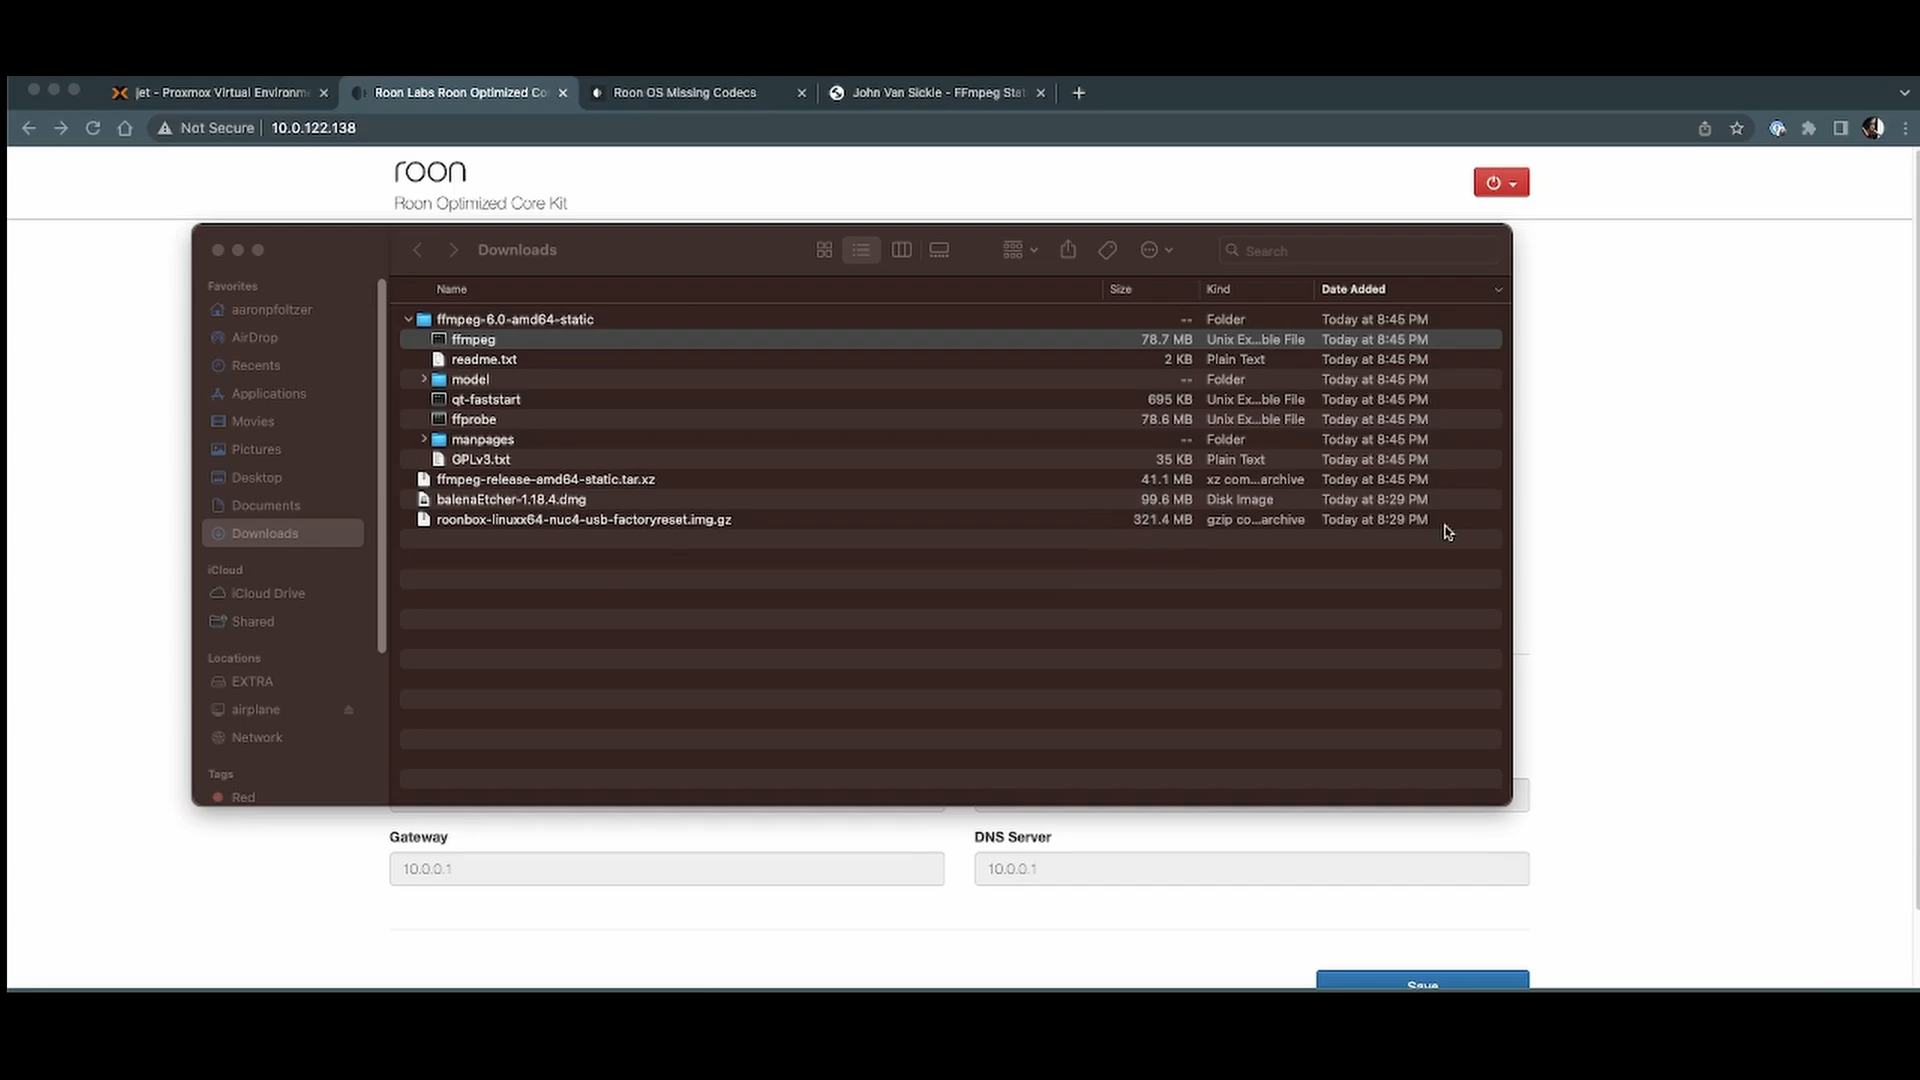 jet - Proxmox Virtual Environm
Roon Labs Roon Optimized Co
Roon OS Missing Codecs
John Van Sickle - FFmpeg Sta
Not Secure
10.0.122.138
roon
Roon Optimized Core Kit
Downloads
Search
Favorites
aaronpfoltzer
AirDrop
Recents
Applications
Movies
Pictures
Desktop
Documents
Downloads
iCloud
iCloud Drive
Shared
Locations
EXTRA
airplane
Network
Tags
Red
Name Size Kind Date Added
ffmpeg-6.0-amd64-static -- Folder Today at 8:45 PM
ffmpeg 78.7 MB Unix Ex...ble File Today at 8:45 PM
readme.txt 2 KB Plain Text Today at 8:45 PM
model -- Folder Today at 8:45 PM
qt-faststart 695 KB Unix Ex...ble File Today at 8:45 PM
ffprobe 78.6 MB Unix Ex...ble File Today at 8:45 PM
manpages -- Folder Today at 8:45 PM
GPLv3.txt 35 KB Plain Text Today at 8:45 PM
ffmpeg-release-amd64-static.tar.xz 41.1 MB xz com...archive Today at 8:45 PM
balenaEtcher-1.18.4.dmg 99.6 MB Disk Image Today at 8:29 PM
roonbox-linuxx64-nuc4-usb-factoryreset.img.gz 321.4 MB gzip co...archive Today at 8:29 PM
Gateway
10.0.0.1
DNS Server
10.0.0.1
Save